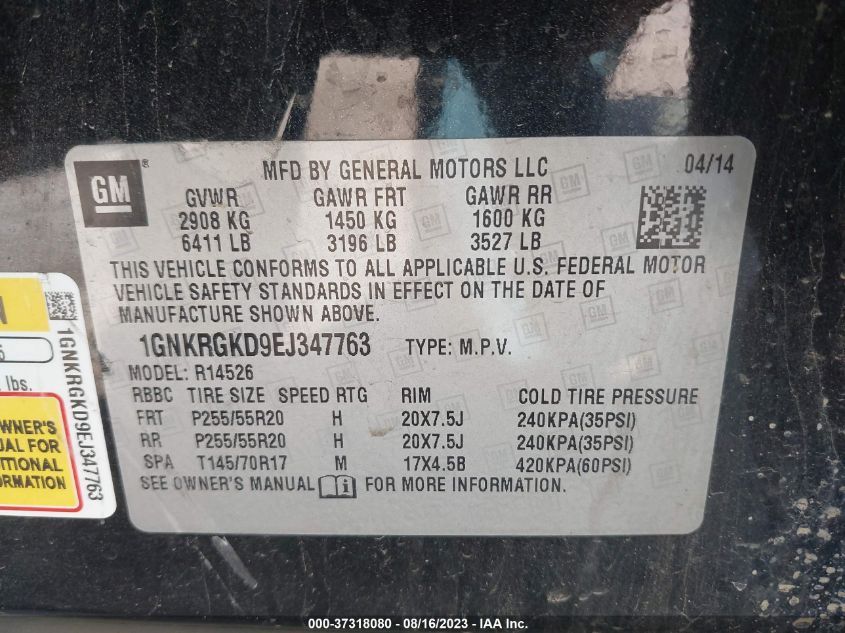 GM ®
MFD BY GENERAL MOTORS LLC 04/14
GVWR GAWR FRT GAWR RR
2908 KG 1450 KG 1600 KG
6411 LB 3196 LB 3527 LB
THIS VEHICLE CONFORMS TO ALL APPLICABLE U.S. FEDERAL MOTOR
VEHICLE SAFETY STANDARDS IN EFFECT ON THE DATE OF
MANUFACTURE SHOWN ABOVE.
1GNKRGKD9EJ347763 TYPE: M.P.V.
MODEL: R14526
RBBC TIRE SIZE SPEED RTG RIM COLD TIRE PRESSURE
FRT P255/55R20 H 20X7.5J 240KPA(35PSI)
RR P255/55R20 H 20X7.5J 240KPA(35PSI)
SPA T145/70R17 M 17X4.5B 420KPA(60PSI)
SEE OWNER'S MANUAL i FOR MORE INFORMATION.
lbs.
OWNER'S
FOR
1GNKRGKD9EJ347763
000-37318080 - 08/16/2023 - IAA Inc.